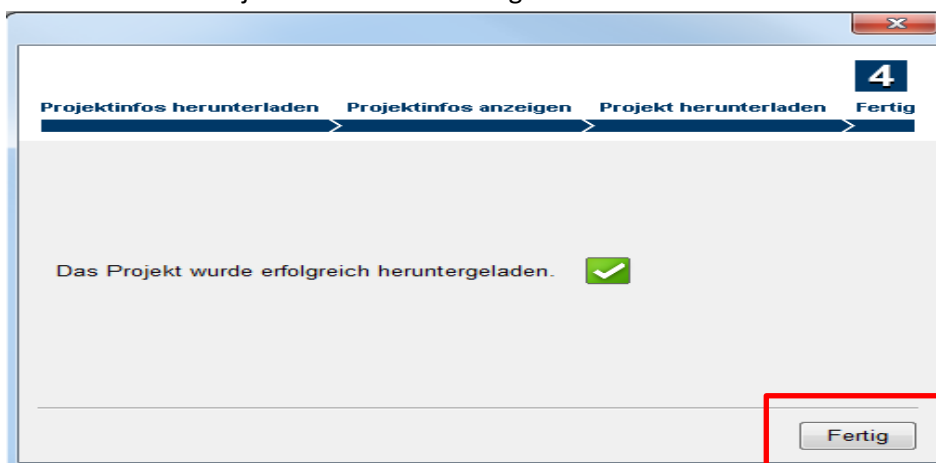 4
Projektinfos herunterladen Projektinfos anzeigen Projekt herunterladen Fertig
Das Projekt wurde erfolgreich heruntergeladen.
Fertig